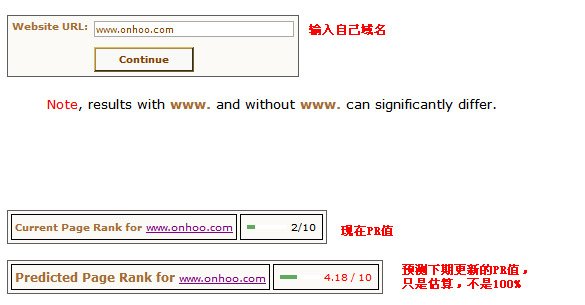 Website URL: www.onhoo.com 输入自己域名
Continue
Note, results with www. and without www. can significantly differ.
Current Page Rank for www.onhoo.com 2/10 现在PR值
Predicted Page Rank for www.onhoo.com 4.18 / 10 预测下期更新的PR值，
只是估算，不是100%